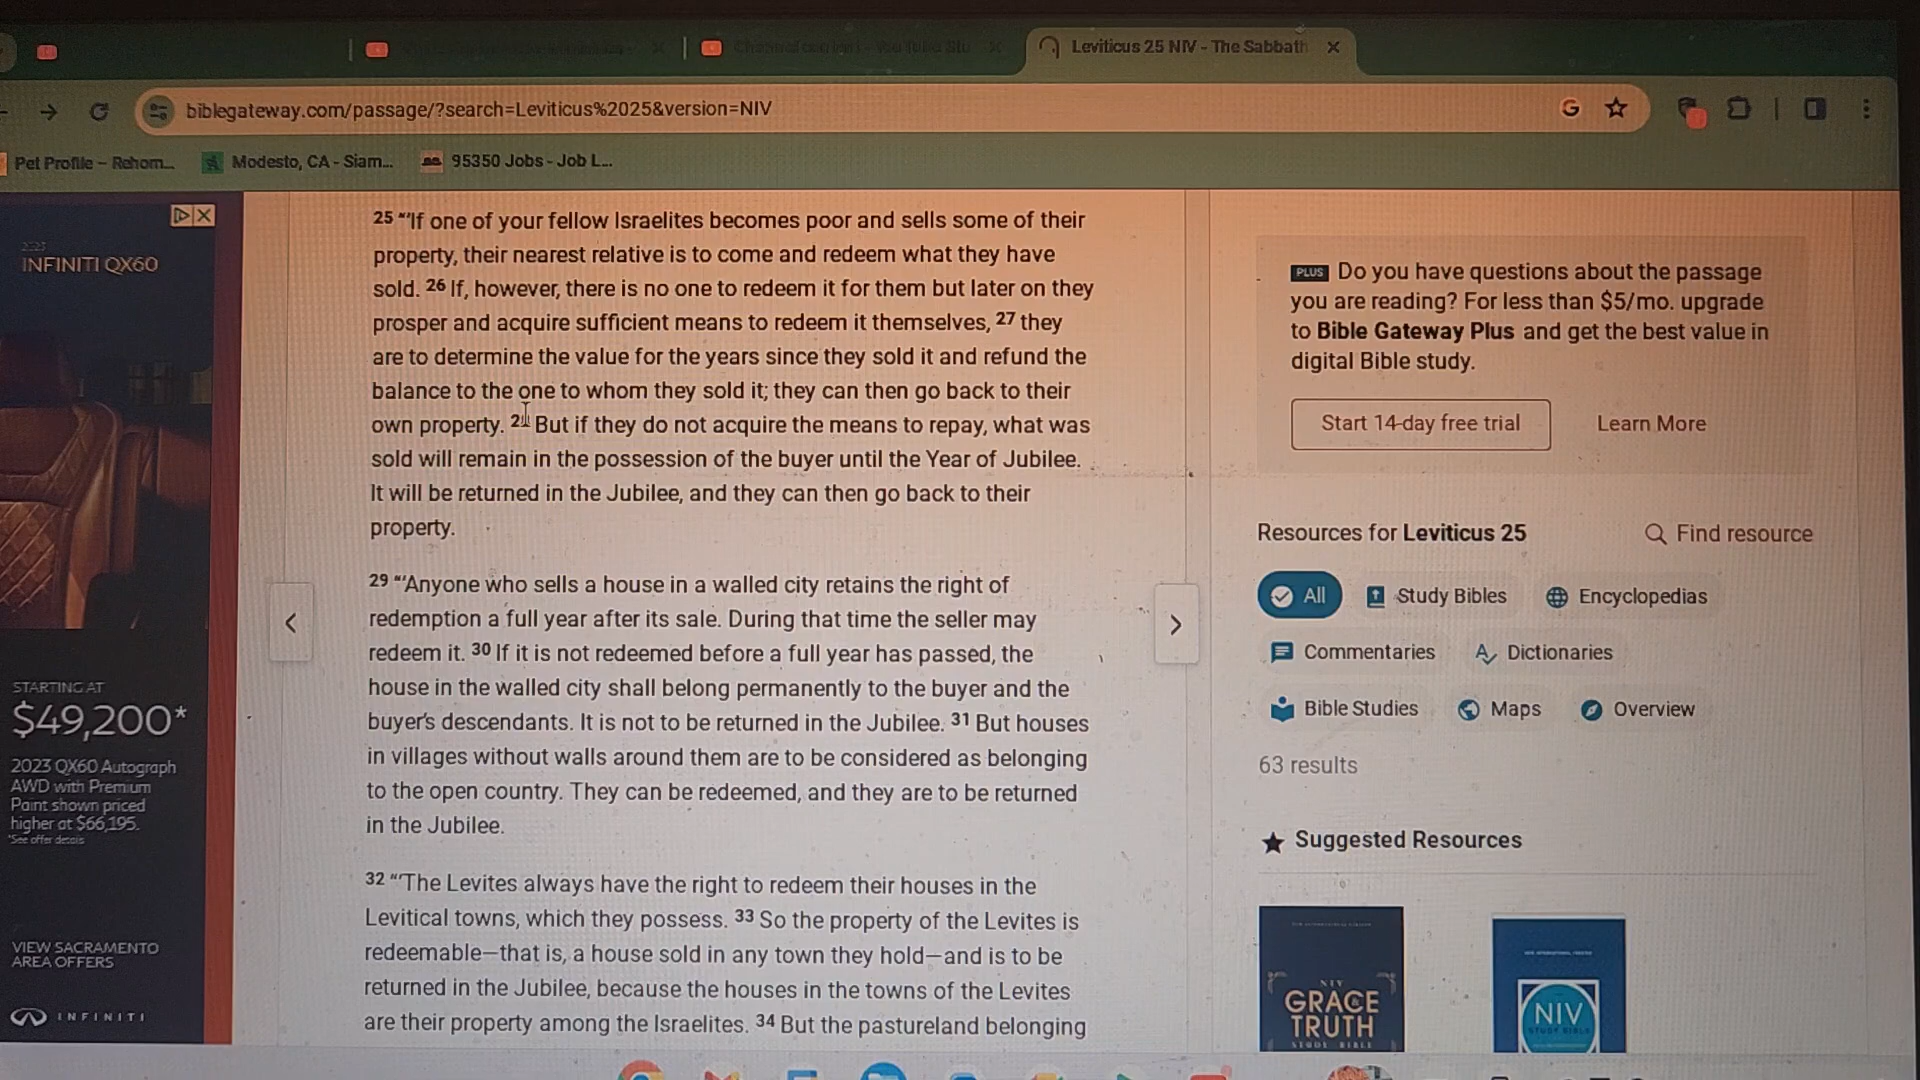 Leviticus 25 NIV - The Sabbath
biblegateway.com/passage/?search=Leviticus%2025&version=NIV
Pet Profile – Rehom...
Modesto, CA - Siam...
95350 Jobs - Job L...
2023
INFINITI QX60
STARTING AT
$49,200*
2023 QX60 Autograph
AWD with Premium
Paint shown priced
higher at $66,195.
*See offer details
VIEW SACRAMENTO
AREA OFFERS
INFINITI
25 “‘If one of your fellow Israelites becomes poor and sells some of their
property, their nearest relative is to come and redeem what they have
sold. 26 If, however, there is no one to redeem it for them but later on they
prosper and acquire sufficient means to redeem it themselves, 27 they
are to determine the value for the years since they sold it and refund the
balance to the one to whom they sold it; they can then go back to their
own property. But if they do not acquire the means to repay, what was
sold will remain in the possession of the buyer until the Year of Jubilee.
It will be returned in the Jubilee, and they can then go back to their
property.
29 “‘Anyone who sells a house in a walled city retains the right of
redemption a full year after its sale. During that time the seller may
redeem it. 30 If it is not redeemed before a full year has passed, the
house in the walled city shall belong permanently to the buyer and the
buyer’s descendants. It is not to be returned in the Jubilee. 31 But houses
in villages without walls around them are to be considered as belonging
to the open country. They can be redeemed, and they are to be returned
in the Jubilee.
32 “‘The Levites always have the right to redeem their houses in the
Levitical towns, which they possess. 33 So the property of the Levites is
redeemable—that is, a house sold in any town they hold—and is to be
returned in the Jubilee, because the houses in the towns of the Levites
are their property among the Israelites. 34 But the pastureland belonging
PLUS Do you have questions about the passage
you are reading? For less than $5/mo. upgrade
to Bible Gateway Plus and get the best value in
digital Bible study.
Start 14-day free trial Learn More
Resources for Leviticus 25 Find resource
All Study Bibles Encyclopedias
Commentaries Dictionaries
Bible Studies Maps Overview
63 results
Suggested Resources
NIV
GRACE &
TRUTH
STUDY BIBLE
NIV
STUDY BIBLE